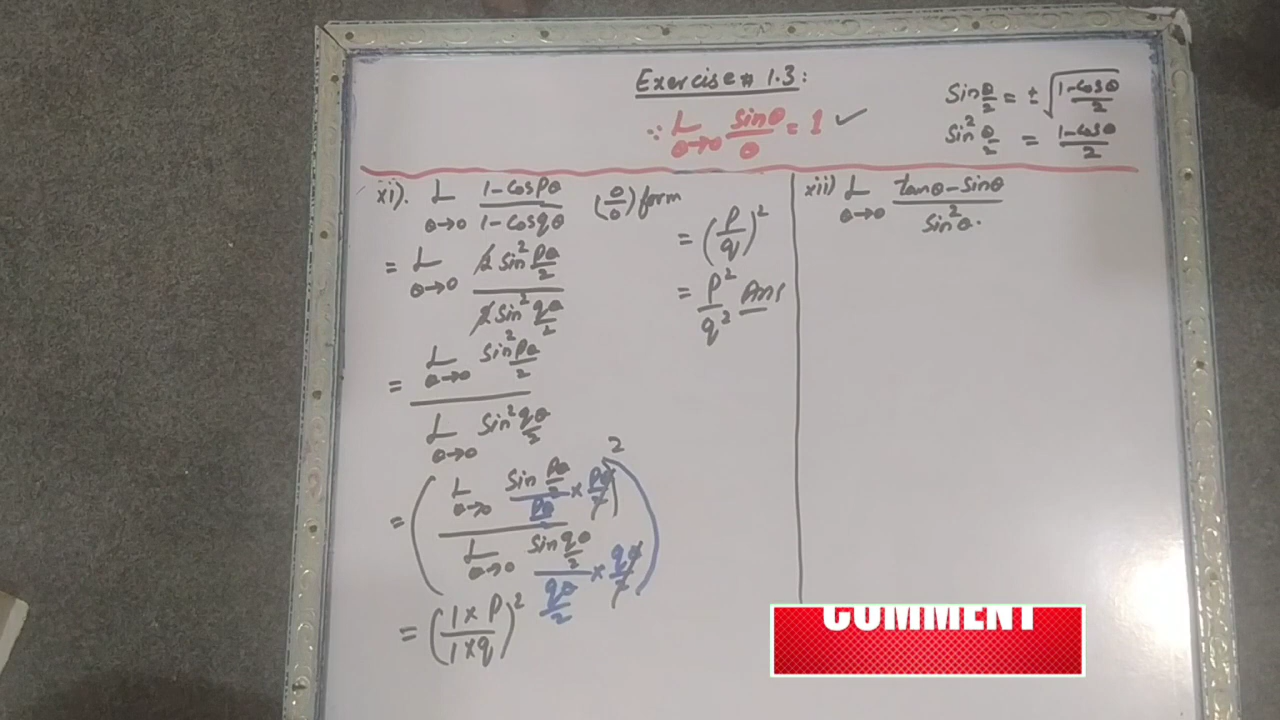 Exercise # 1.3:
∵ L θ→0 sinθ/θ = 1 ✓
Sin θ/2 = ± √(1-cosθ/2)
Sin² θ/2 = 1-cosθ/2
xi). L θ→0 1-cospθ/1-cosqθ (0/0) form
= L θ→0 2 sin² pθ/2 / 2 sin² qθ/2
= L θ→0 sin² pθ/2 / L θ→0 sin² qθ/2
= ( L θ→0 sin pθ/2 / pθ/2 × pθ/2 / L θ→0 sin qθ/2 / qθ/2 × qθ/2 )²
= (1×P/1×q)²
= (P/q)²
= P²/q² Ans
xii) L θ→0 tanθ-sinθ/sin²θ.
COMMENT